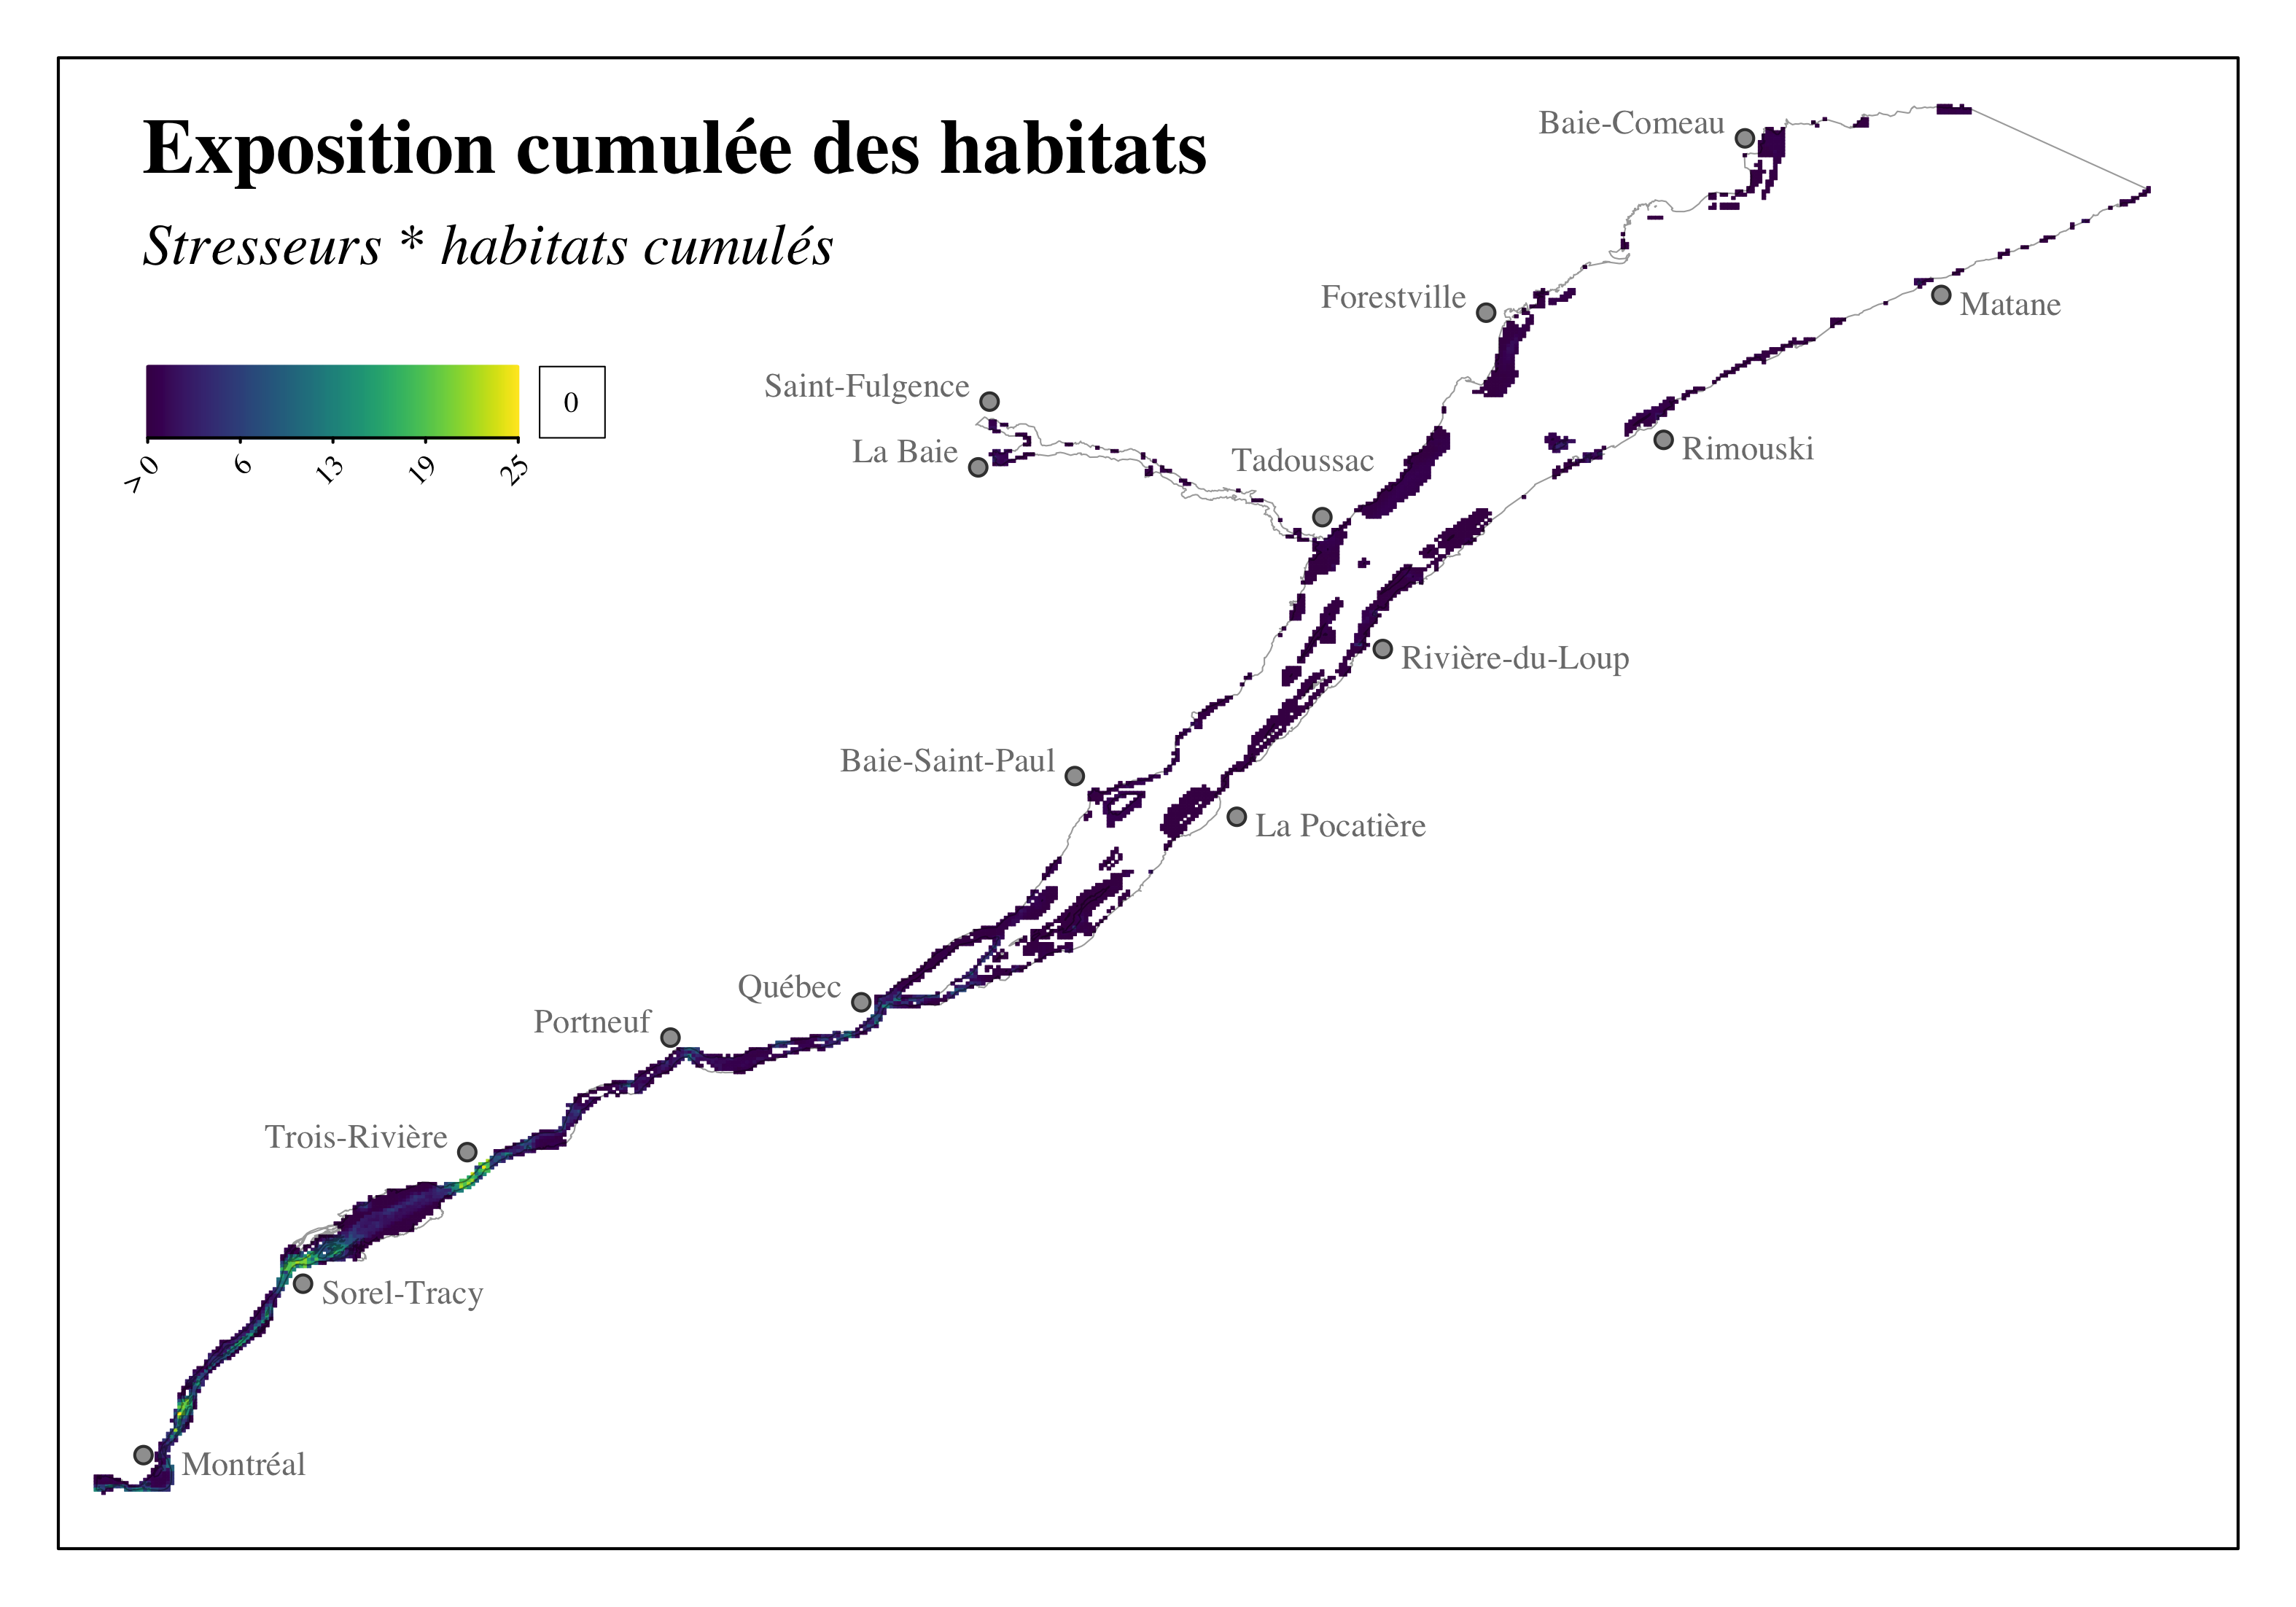 Exposition cumulée des habitats
Stresseurs * habitats cumulés
> 0 6 13 19 25
0
Baie-Comeau
Forestville
Matane
Saint-Fulgence
La Baie
Tadoussac
Rimouski
Rivière-du-Loup
Baie-Saint-Paul
La Pocatière
Québec
Portneuf
Trois-Rivière
Sorel-Tracy
Montréal